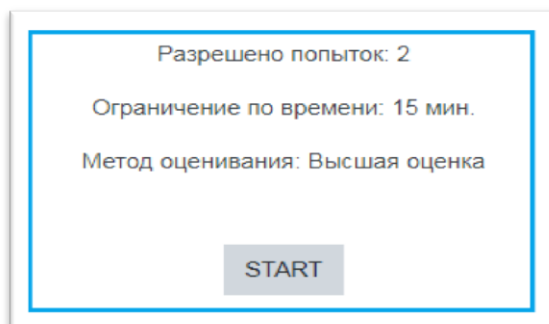 Разрешено попыток: 2
Ограничение по времени: 15 мин.
Метод оценивания: Высшая оценка
START